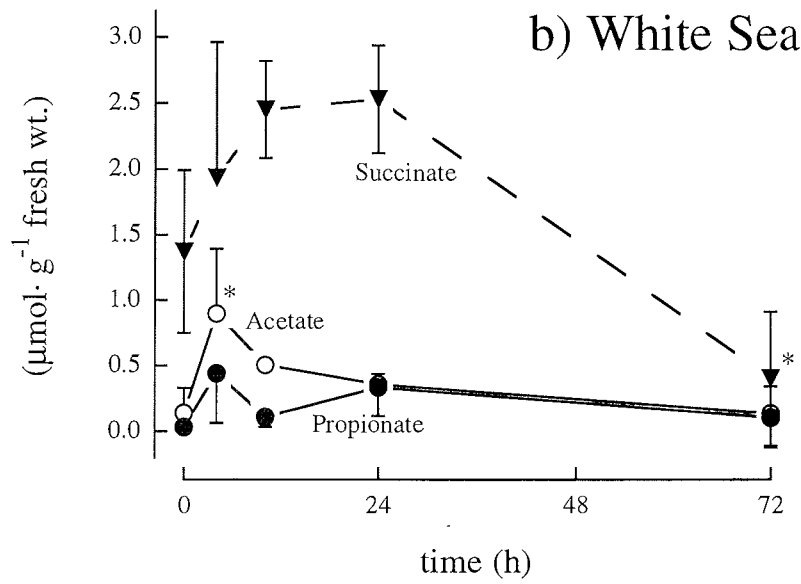 b) White Sea
3.0
2.5
2.0
1.5
1.0
0.5
0.0
(μmol· g⁻¹ fresh wt.)
Succinate
*
Acetate
*
Propionate
0 24 48 72
time (h)